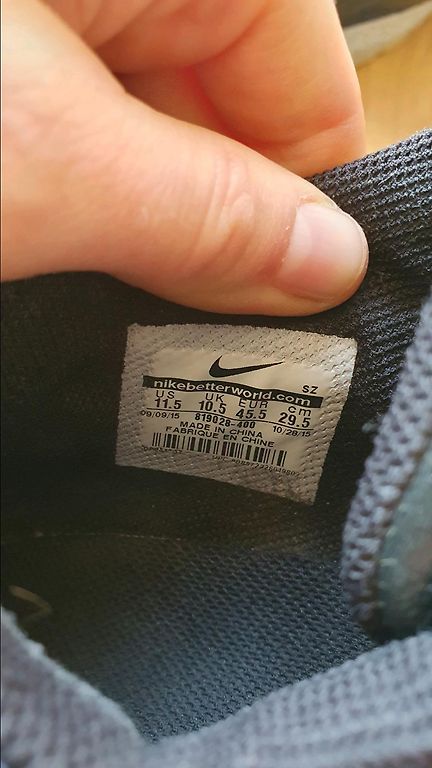 SZ
nikebetterworld.com
US UK EUR cm
11.5 10.5 45.5 29.5
09/09/15 819028-400 10/28/15
MADE IN CHINA
FABRIQUE EN CHINE